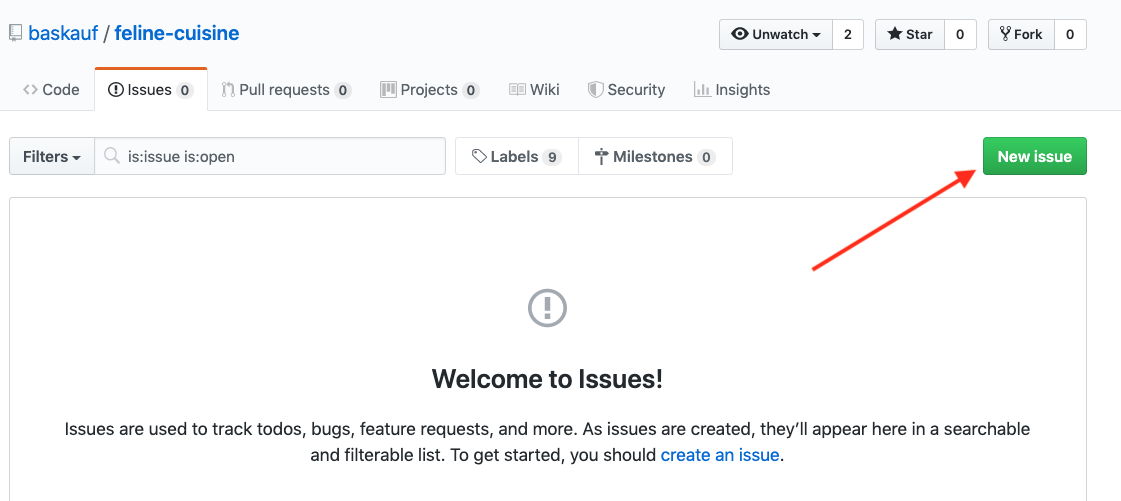 baskauf / feline-cuisine
Unwatch 2 Star 0 Fork 0
Code Issues 0 Pull requests 0 Projects 0 Wiki Security Insights
Filters is:issue is:open Labels 9 Milestones 0 New issue
Welcome to Issues!
Issues are used to track todos, bugs, feature requests, and more. As issues are created, they’ll appear here in a searchable
and filterable list. To get started, you should create an issue.